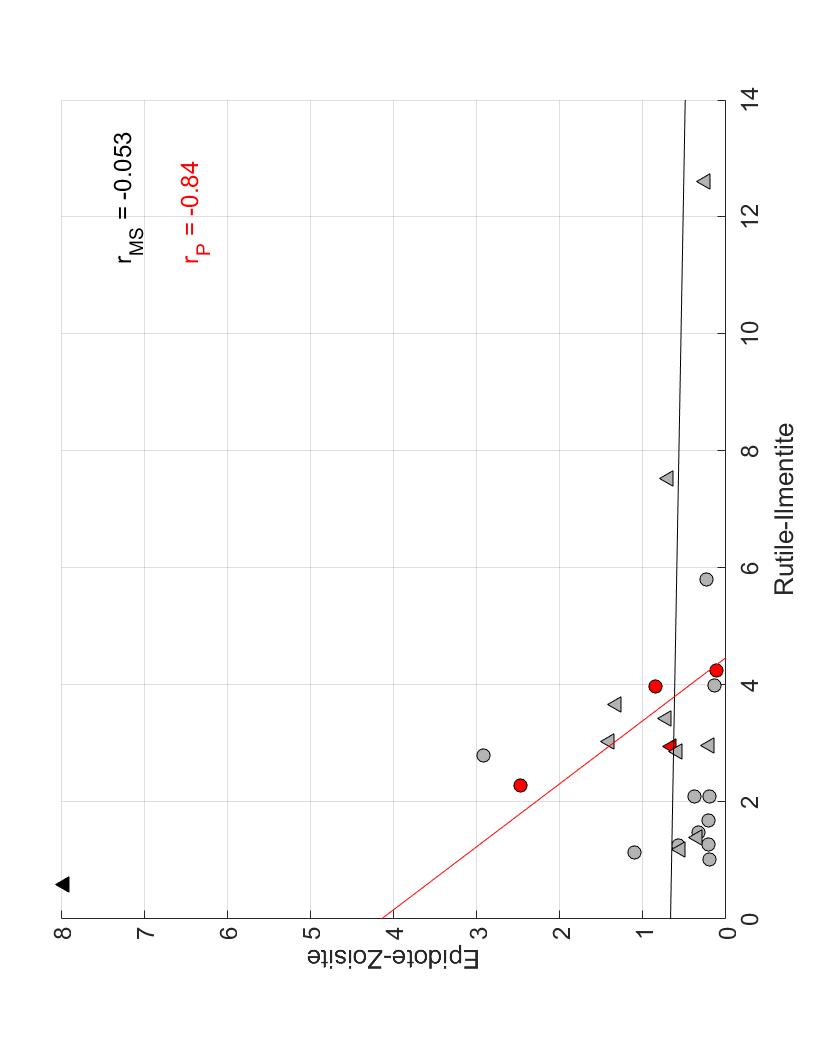 8
7
6
5
4
3
2
1
0
Epidote-Zoisite
r_MS = -0.053
r_P = -0.84
0 2 4 6 8 10 12 14
Rutile-Ilmentite